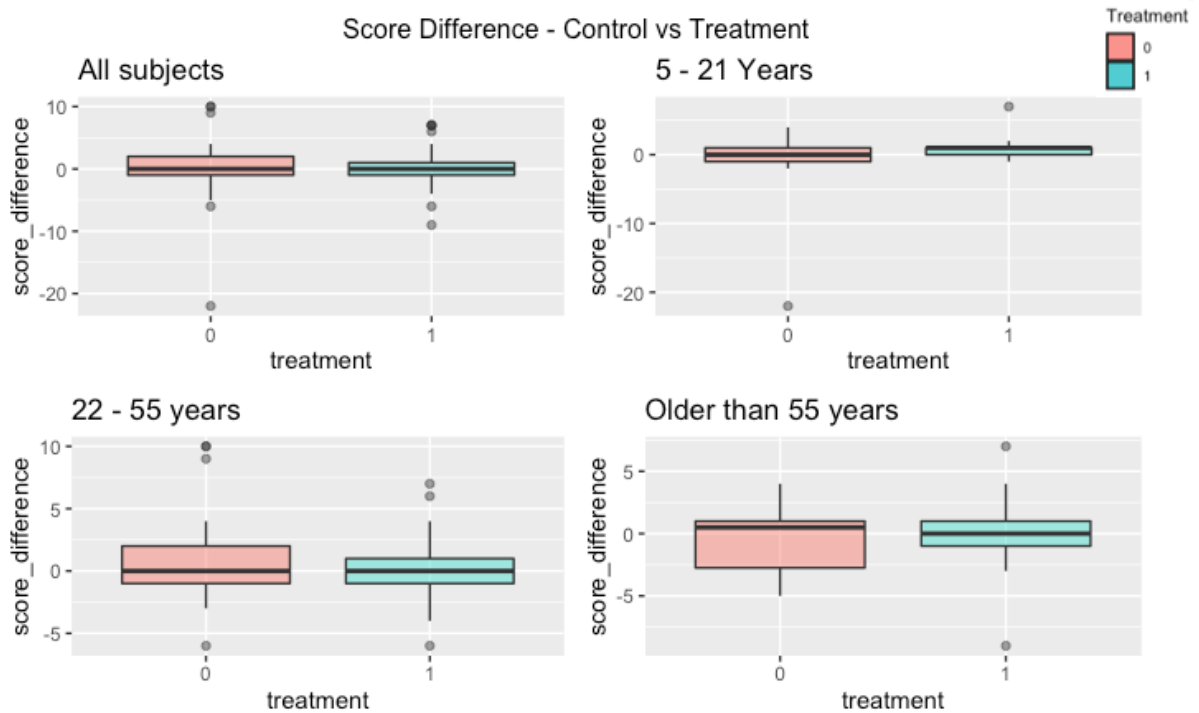 Score Difference - Control vs Treatment
Treatment
0
1
All subjects
score_difference
10
0
-10
-20
0 1
treatment
5 - 21 Years
score_difference
0
-10
-20
0 1
treatment
22 - 55 years
score_difference
10
5
0
-5
0 1
treatment
Older than 55 years
score_difference
5
0
-5
0 1
treatment